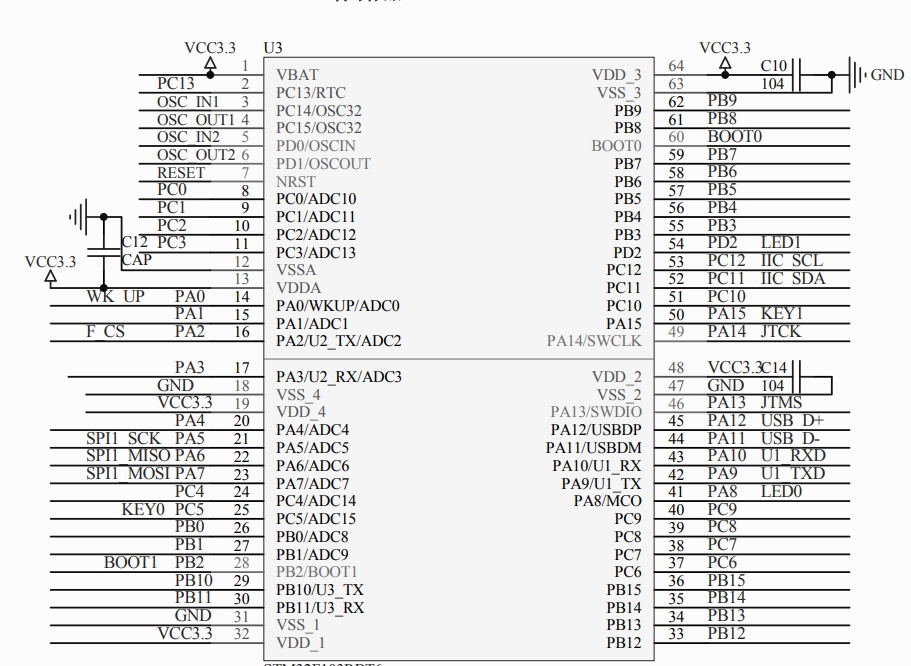 VCC3.3 U3 VCC3.3
1 VBAT VDD_3 64 C10 GND
PC13 2 PC13/RTC VSS_3 63 104
OSC_IN1 3 PC14/OSC32 PB9 62 PB9
OSC_OUT1 4 PC15/OSC32 PB8 61 PB8
OSC_IN2 5 PD0/OSCIN BOOT0 60 BOOT0
OSC_OUT2 6 PD1/OSCOUT PB7 59 PB7
RESET 7 NRST PB6 58 PB6
PC0 8 PC0/ADC10 PB5 57 PB5
PC1 9 PC1/ADC11 PB4 56 PB4
PC2 10 PC2/ADC12 PB3 55 PB3
C12 PC3 11 PC3/ADC13 PD2 54 PD2 LED1
VCC3.3 CAP 12 VSSA PC12 53 PC12 IIC_SCL
13 VDDA PC11 52 PC11 IIC_SDA
WK_UP PA0 14 PA0/WKUP/ADC0 PC10 51 PC10
PA1 15 PA1/ADC1 PA15 50 PA15 KEY1
F_CS PA2 16 PA2/U2_TX/ADC2 PA14/SWCLK 49 PA14 JTCK
PA3 17 PA3/U2_RX/ADC3 VDD_2 48 VCC3.3 C14
GND 18 VSS_4 VSS_2 47 GND 104
VCC3.3 19 VDD_4 PA13/SWDIO 46 PA13 JTMS
PA4 20 PA4/ADC4 PA12/USBDP 45 PA12 USB_D+
SPI1_SCK PA5 21 PA5/ADC5 PA11/USBDM 44 PA11 USB_D-
SPI1_MISO PA6 22 PA6/ADC6 PA10/U1_RX 43 PA10 U1_RXD
SPI1_MOSI PA7 23 PA7/ADC7 PA9/U1_TX 42 PA9 U1_TXD
PC4 24 PC4/ADC14 PA8/MCO 41 PA8 LED0
KEY0 PC5 25 PC5/ADC15 PC9 40 PC9
PB0 26 PB0/ADC8 PC8 39 PC8
PB1 27 PB1/ADC9 PC7 38 PC7
BOOT1 PB2 28 PB2/BOOT1 PC6 37 PC6
PB10 29 PB10/U3_TX PB15 36 PB15
PB11 30 PB11/U3_RX PB14 35 PB14
GND 31 VSS_1 PB13 34 PB13
VCC3.3 32 VDD_1 PB12 33 PB12